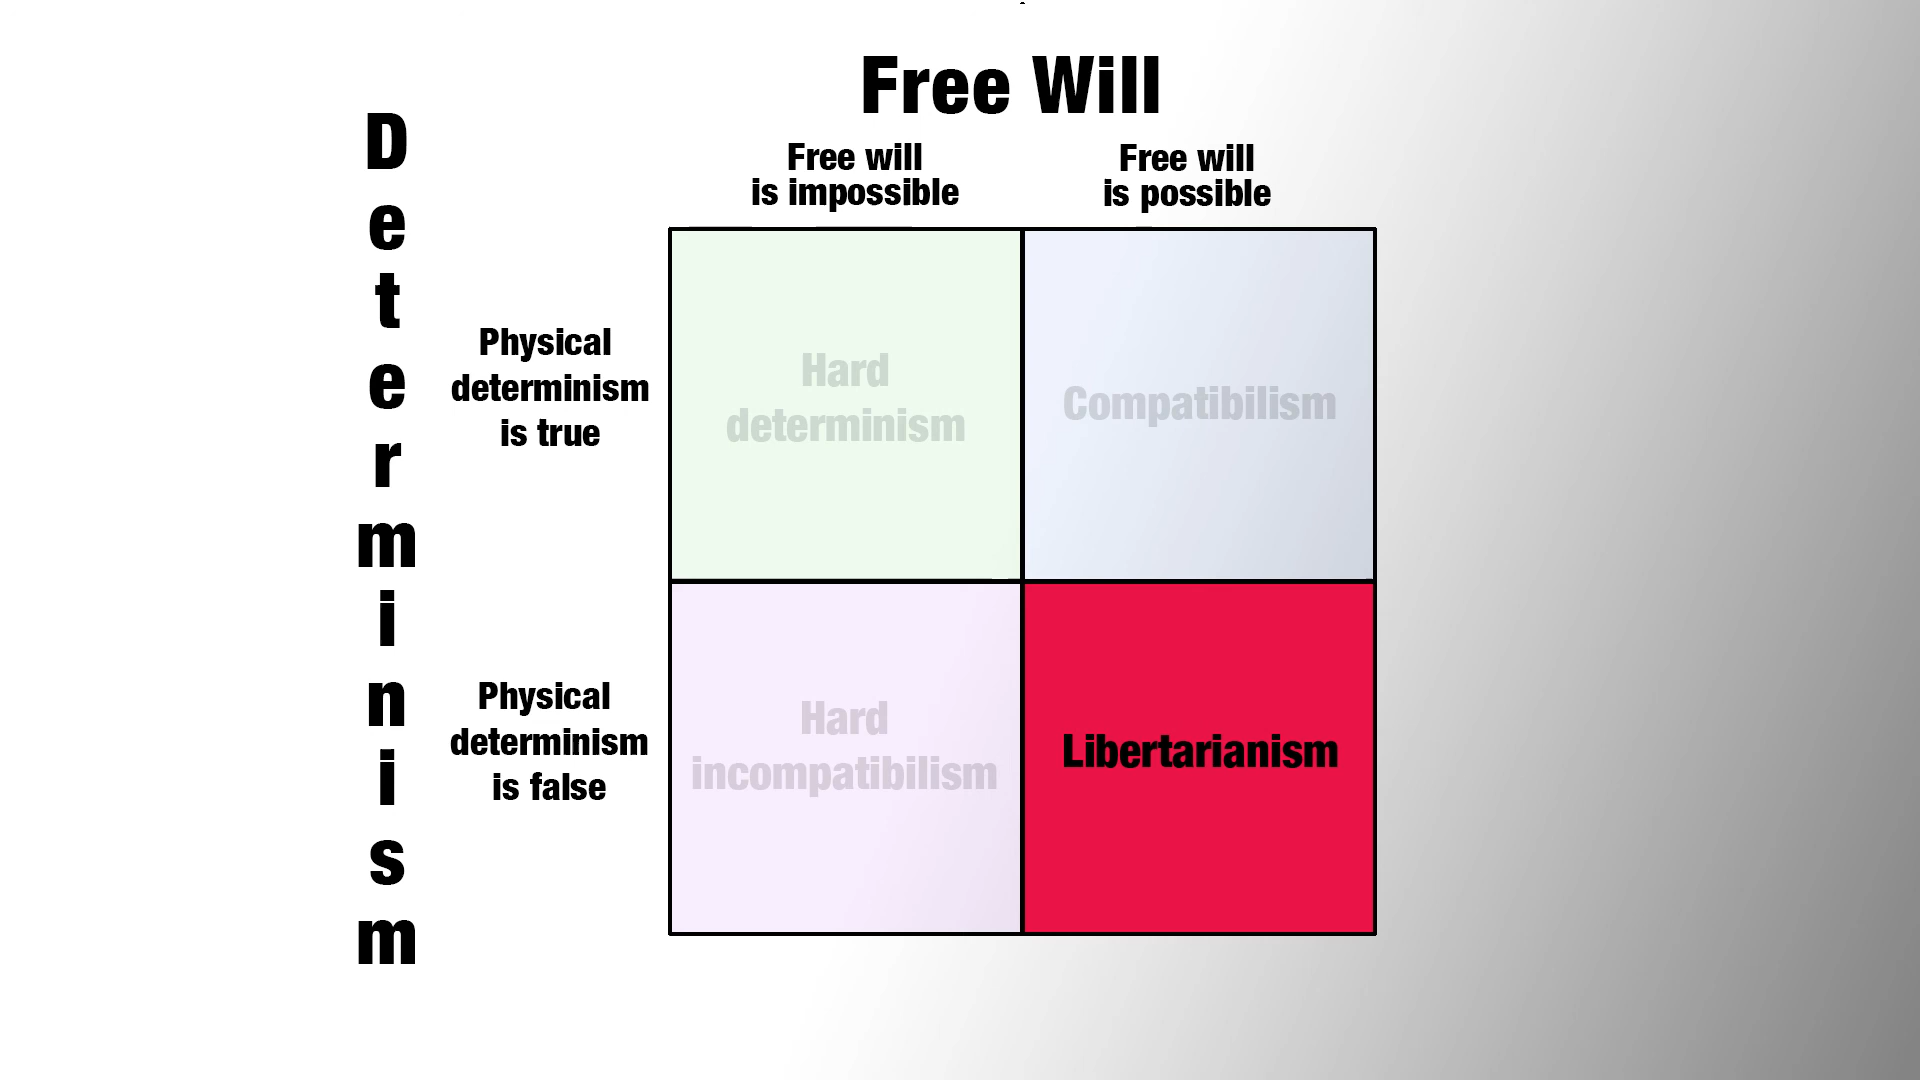 Free Will
Determinism
Free will
is impossible
Free will
is possible
Physical
determinism
is true
Hard
determinism
Compatibilism
Physical
determinism
is false
Hard
incompatibilism
Libertarianism